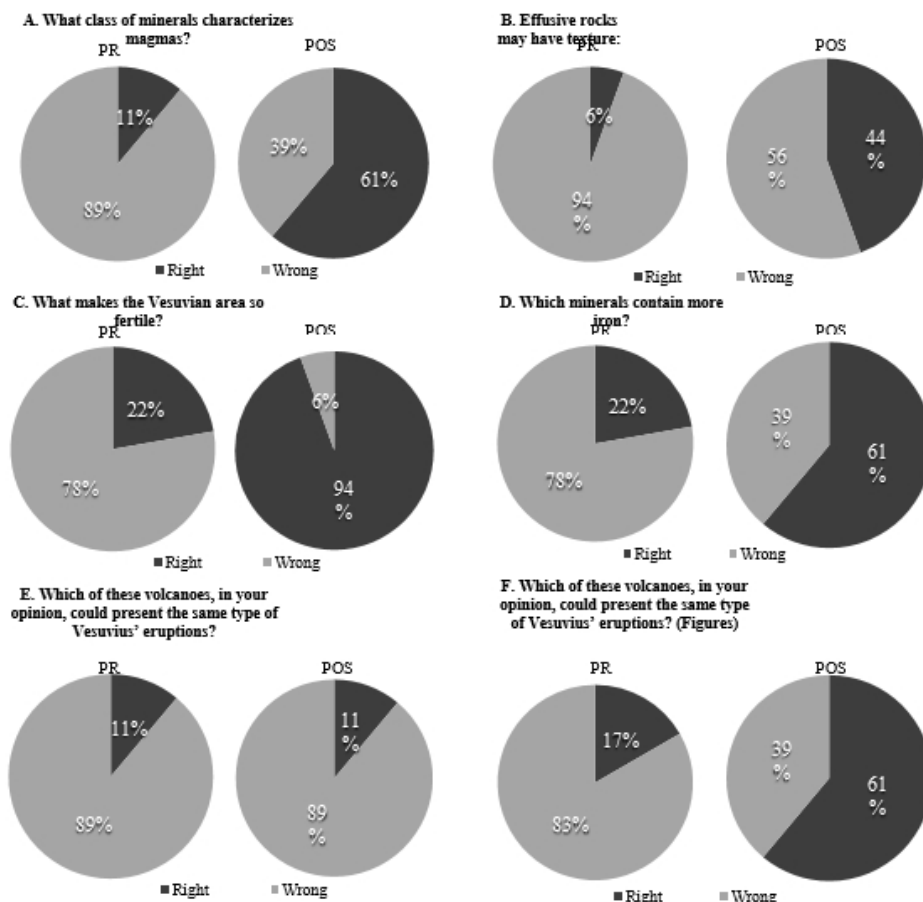 A. What class of minerals characterizes
magmas?
PR
POS
11%
89%
39%
61%
Right
Wrong
B. Effusive rocks
may have texture:
PR
POS
6%
94
%
56
%
44
%
Right
Wrong
C. What makes the Vesuvian area so
fertile?
PR
POS
22%
78%
6%
94
%
Right
Wrong
D. Which minerals contain more
iron?
PR
POS
22%
78%
39
%
61
%
Right
Wrong
E. Which of these volcanoes, in your
opinion, could present the same type of
Vesuvius’ eruptions?
PR
POS
11%
89%
11
%
89
%
Right
Wrong
F. Which of these volcanoes, in your
opinion, could present the same type
of Vesuvius’ eruptions? (Figures)
PR
POS
17%
83%
39
%
61
%
Right
Wrong